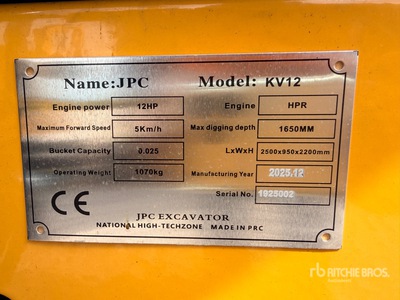 Name:JPC Model: KV12
Engine power 12HP Engine HPR
Maximum Forward Speed 5Km/h Max digging depth 1650MM
Bucket Capacity 0.025 LxWxH 2500x950x2200mm
Operating Weight 1070kg Manufacturing Year 2025.12
Serial No. 1925002
CE
JPC EXCAVATOR
NATIONAL HIGH-TECHZONE MADE IN PRC
rb RITCHIE BROS.